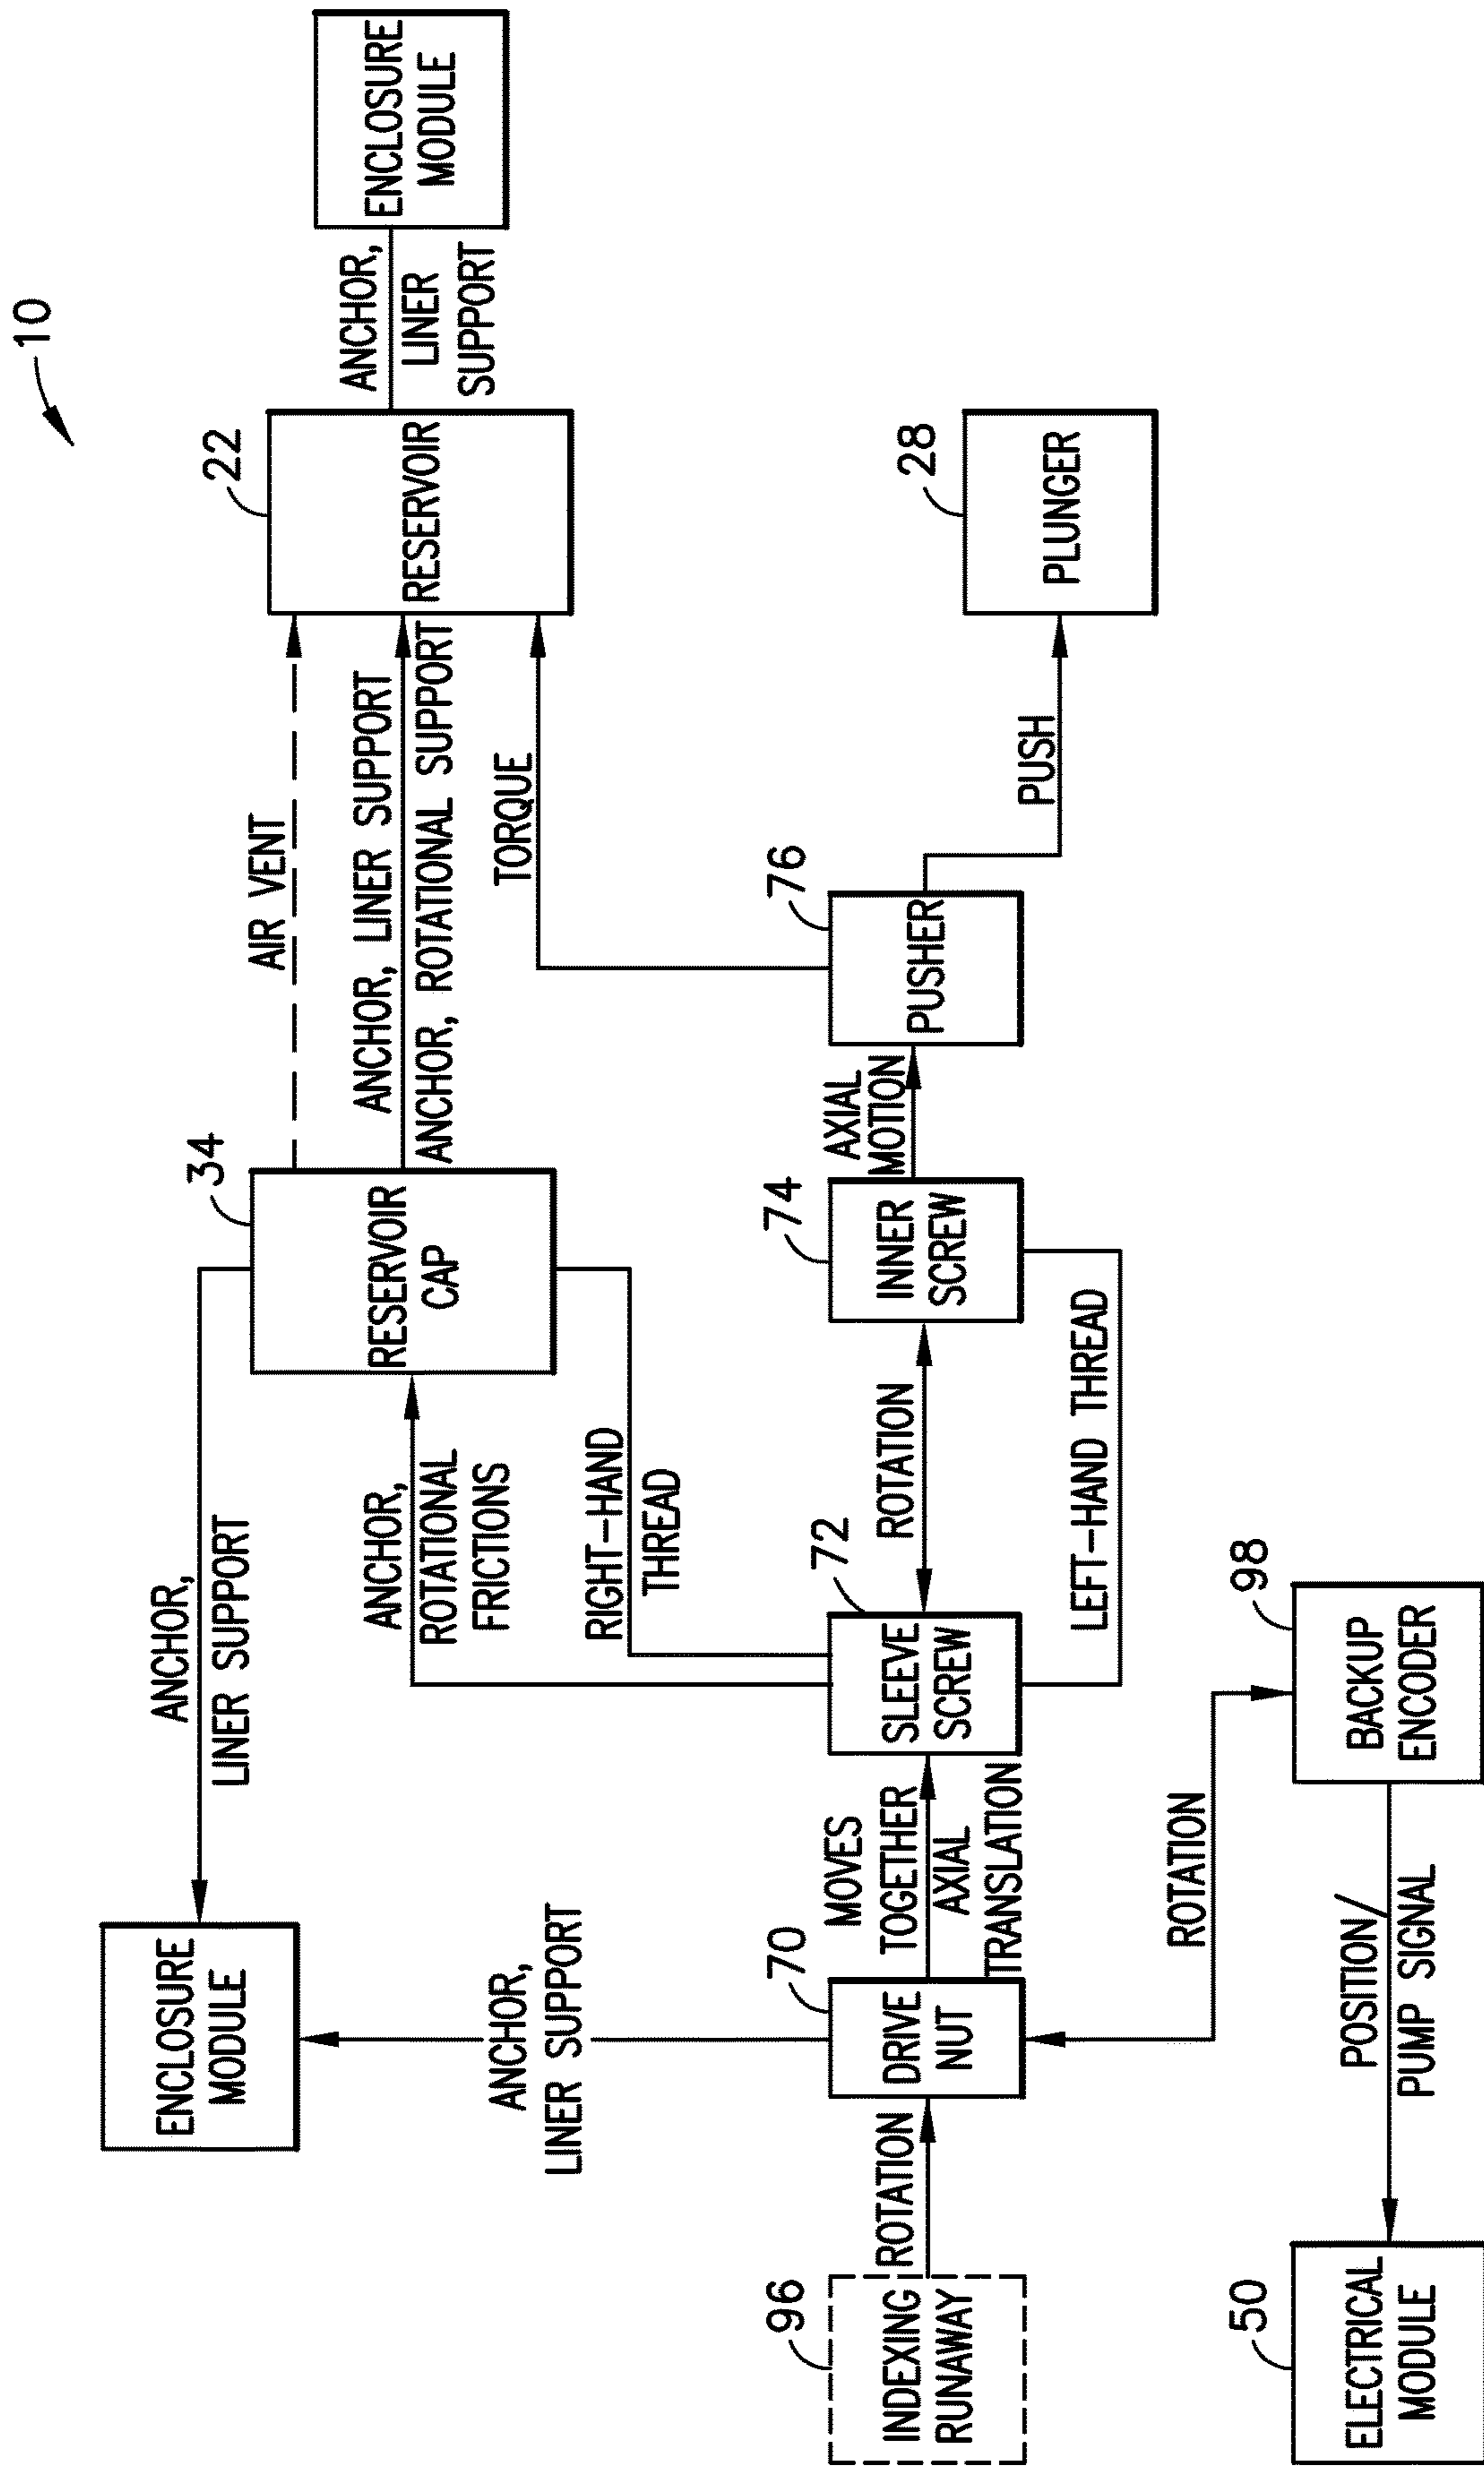 10
ENCLOSURE
MODULE
ANCHOR,
LINER SUPPORT
34
RESERVOIR
CAP
AIR VENT
ANCHOR, LINER SUPPORT
ANCHOR, ROTATIONAL SUPPORT
22
RESERVOIR
ANCHOR,
LINER
SUPPORT
ENCLOSURE
MODULE
ANCHOR,
LINER SUPPORT
ANCHOR,
ROTATIONAL
FRICTIONS
RIGHT-HAND
THREAD
TORQUE
96
INDEXING
RUNAWAY
ROTATION
70
DRIVE
NUT
MOVES
TOGETHER
AXIAL
TRANSLATION
72
SLEEVE
SCREW
ROTATION
LEFT-HAND THREAD
74
INNER
SCREW
AXIAL
MOTION
76
PUSHER
PUSH
28
PLUNGER
50
ELECTRICAL
MODULE
POSITION/
PUMP SIGNAL
ROTATION
98
BACKUP
ENCODER